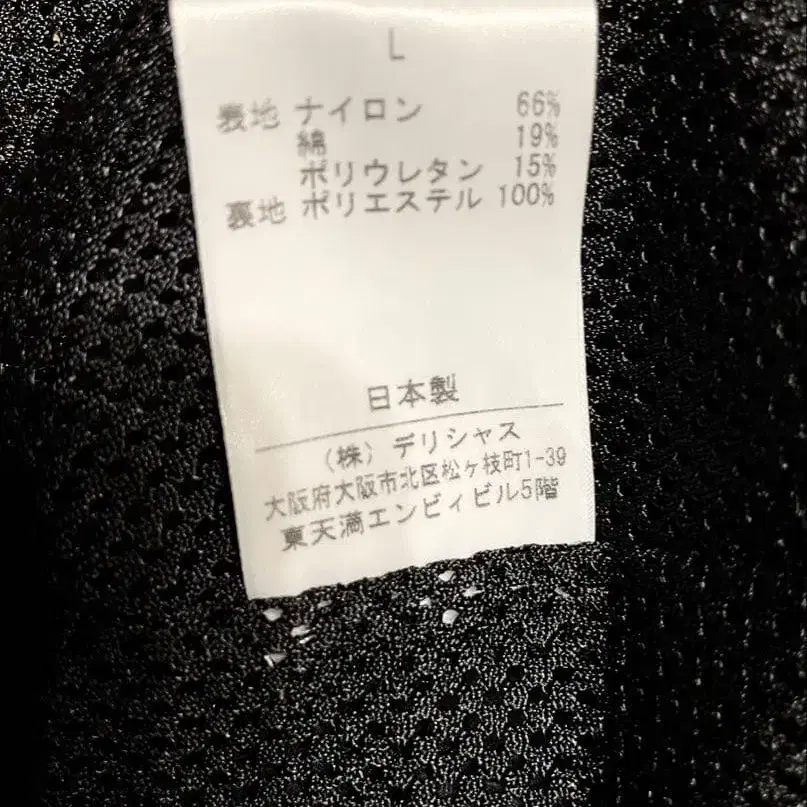 L
表地 ナイロン 66%
綿 19%
ポリウレタン 15%
裏地 ポリエステル 100%
日本製
(株) デリシャス
大阪府大阪市北区松ヶ枝町1-39
東天満エンビィビル5階